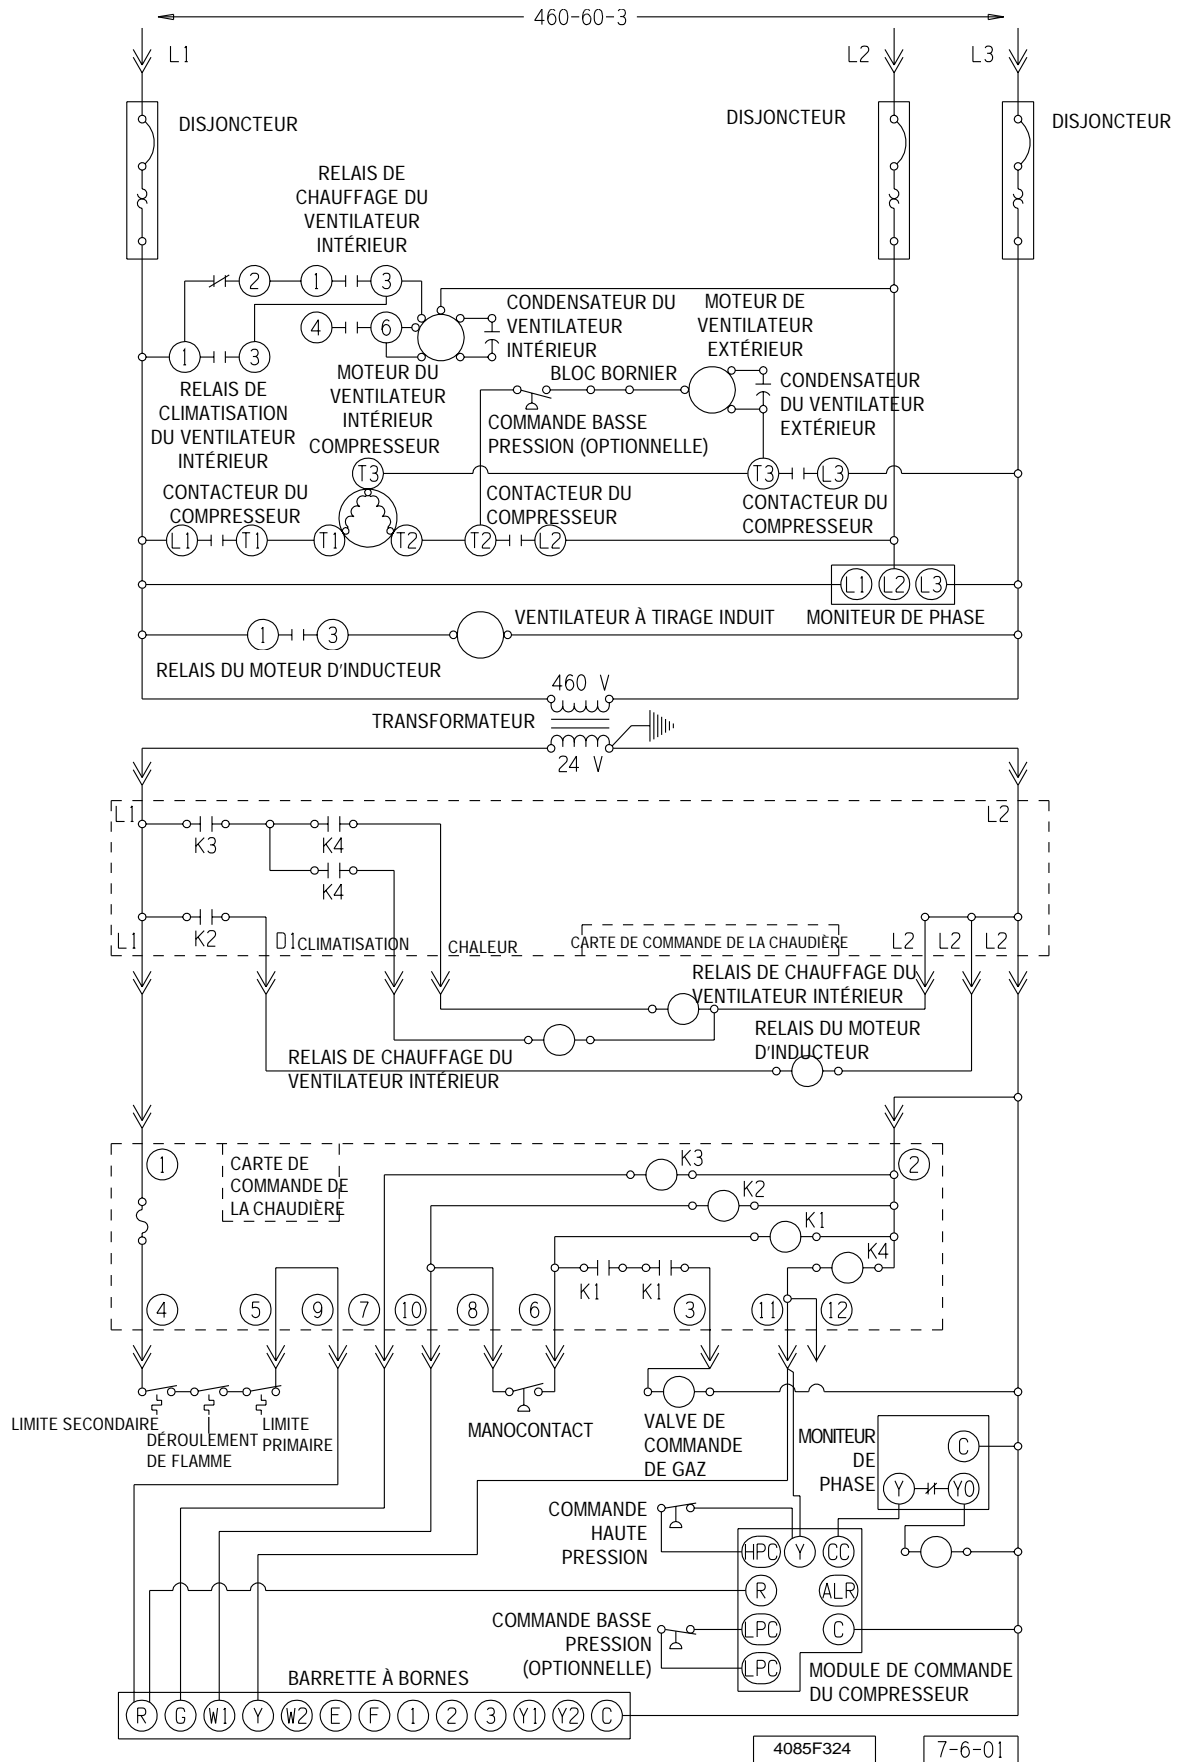 460-60-3
L1
L2
L3
DISJONCTEUR
DISJONCTEUR
DISJONCTEUR
RELAIS DE
CHAUFFAGE DU
VENTILATEUR
INTÉRIEUR
2
1
3
4
6
1
3
CONDENSATEUR DU
VENTILATEUR
INTÉRIEUR
MOTEUR DE
VENTILATEUR
EXTÉRIEUR
RELAIS DE
CLIMATISATION
DU VENTILATEUR
INTÉRIEUR
MOTEUR DU
VENTILATEUR
INTÉRIEUR
BLOC BORNIER
COMMANDE BASSE
PRESSION (OPTIONNELLE)
CONDENSATEUR
DU VENTILATEUR
EXTÉRIEUR
COMPRESSEUR
T3
T3
L3
CONTACTEUR DU
COMPRESSEUR
CONTACTEUR DU
COMPRESSEUR
CONTACTEUR DU
COMPRESSEUR
L1
T1
T1
T2
T2
L2
L1
L2
L3
MONITEUR DE PHASE
1
3
VENTILATEUR À TIRAGE INDUIT
RELAIS DU MOTEUR D'INDUCTEUR
460 V
TRANSFORMATEUR
24 V
L1
L2
K3
K4
K4
K2
L1
D1
CLIMATISATION
CHALEUR
CARTE DE COMMANDE DE LA CHAUDIÈRE
L2
L2
L2
RELAIS DE CHAUFFAGE DU
VENTILATEUR INTÉRIEUR
RELAIS DU MOTEUR
D'INDUCTEUR
RELAIS DE CHAUFFAGE DU
VENTILATEUR INTÉRIEUR
1
CARTE DE
COMMANDE DE
LA CHAUDIÈRE
K3
2
K2
K1
K4
K1
K1
4
5
9
7
10
8
6
3
11
12
LIMITE SECONDAIRE
DÉROULEMENT
DE FLAMME
LIMITE
PRIMAIRE
MANOCONTACT
VALVE DE
COMMANDE
DE GAZ
MONITEUR
DE
PHASE
C
Y
YO
COMMANDE
HAUTE
PRESSION
HPC
Y
CC
R
ALR
COMMANDE BASSE
PRESSION
(OPTIONNELLE)
LPC
C
LPC
MODULE DE COMMANDE
DU COMPRESSEUR
BARRETTE À BORNES
R
G
W1
Y
W2
E
F
1
2
3
Y1
Y2
C
4085F324
7-6-01